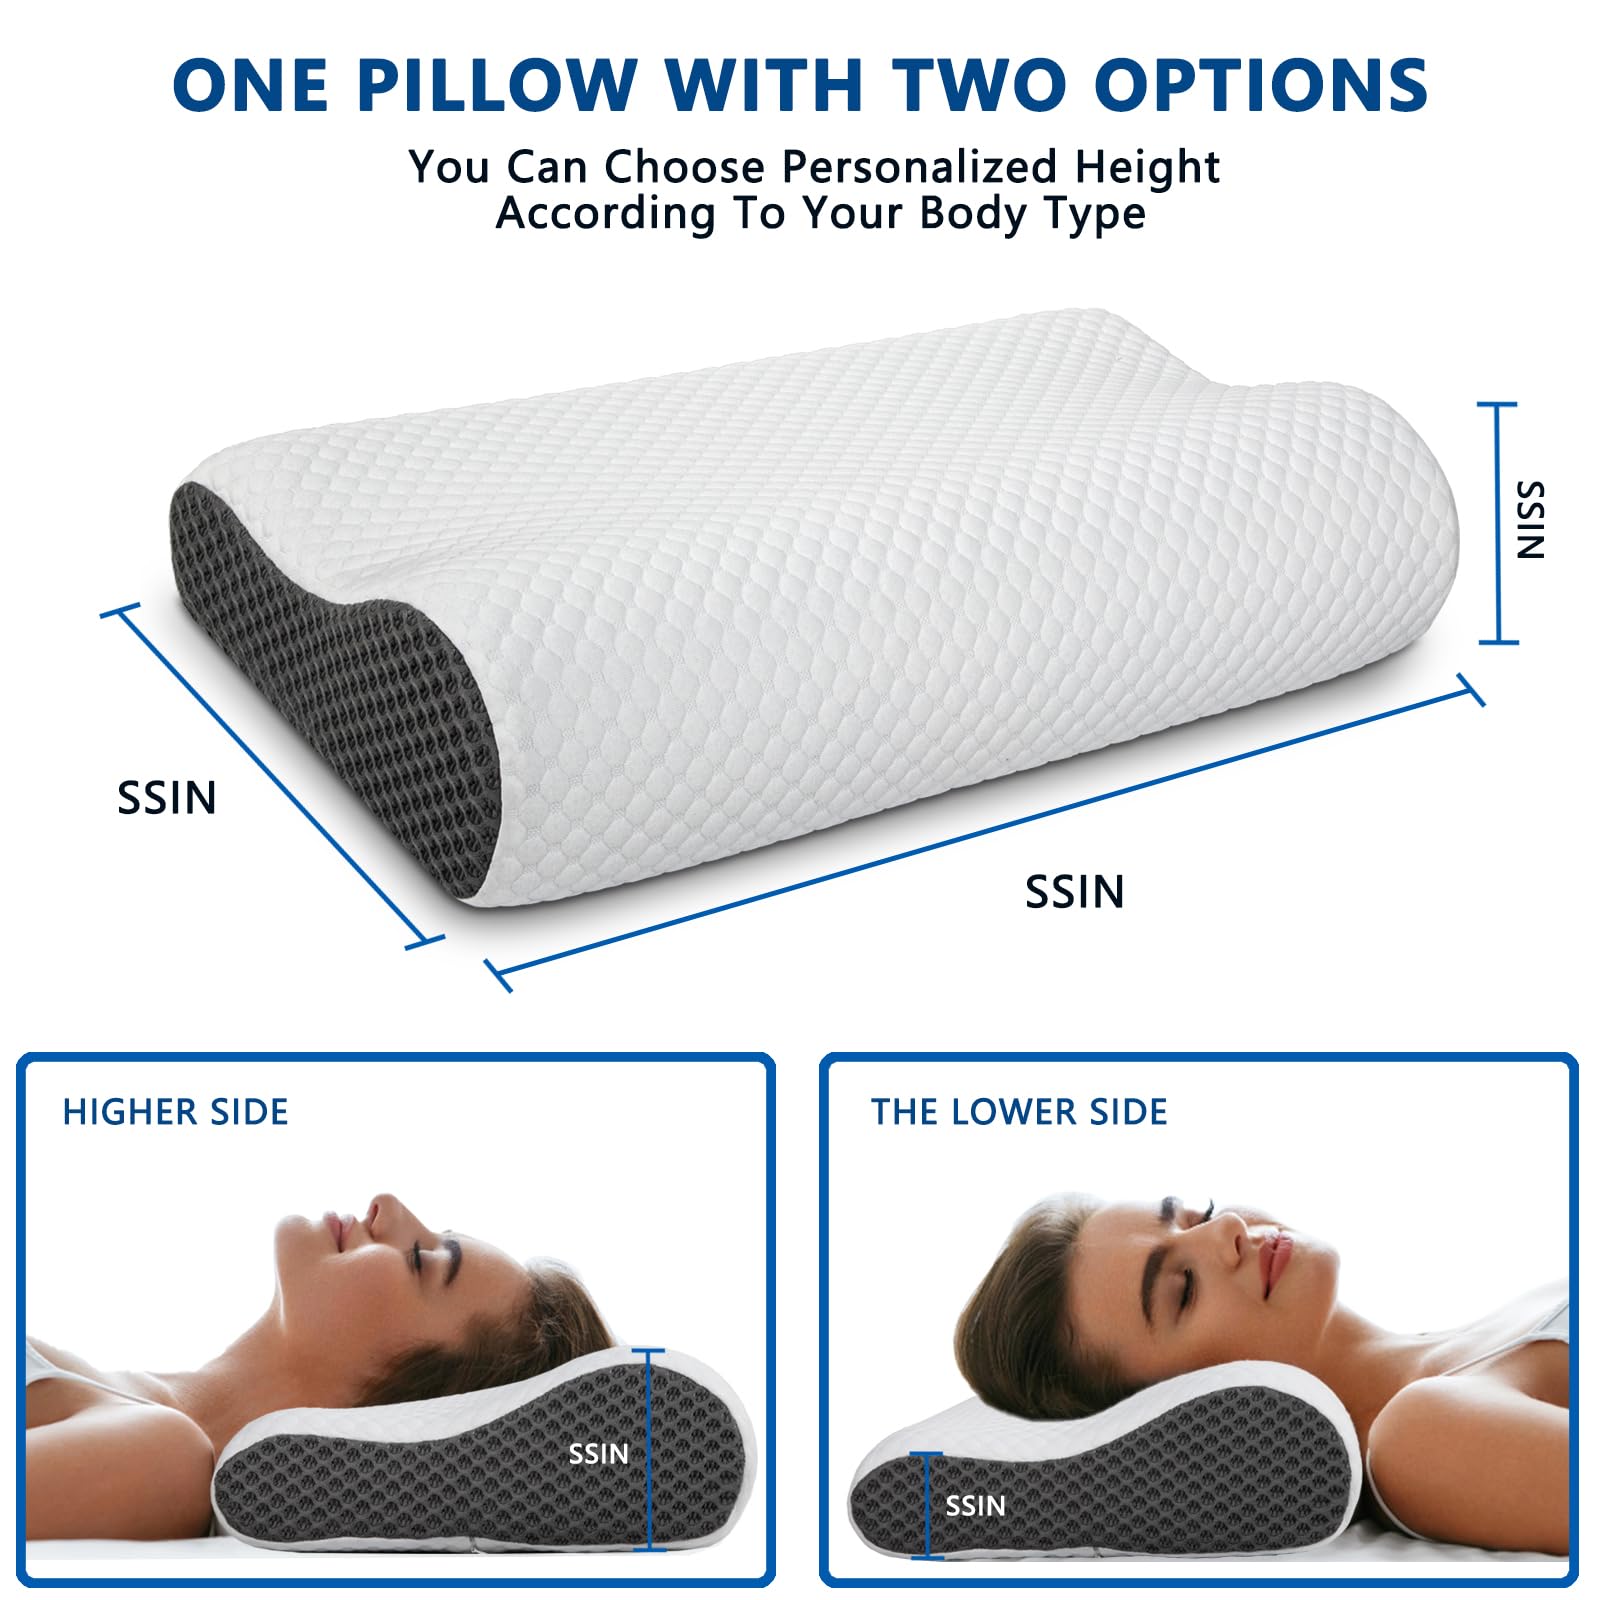 ONE PILLOW WITH TWO OPTIONS
You Can Choose Personalized Height
According To Your Body Type
SSIN
SSIN
SSIN
HIGHER SIDE
SSIN
THE LOWER SIDE
SSIN